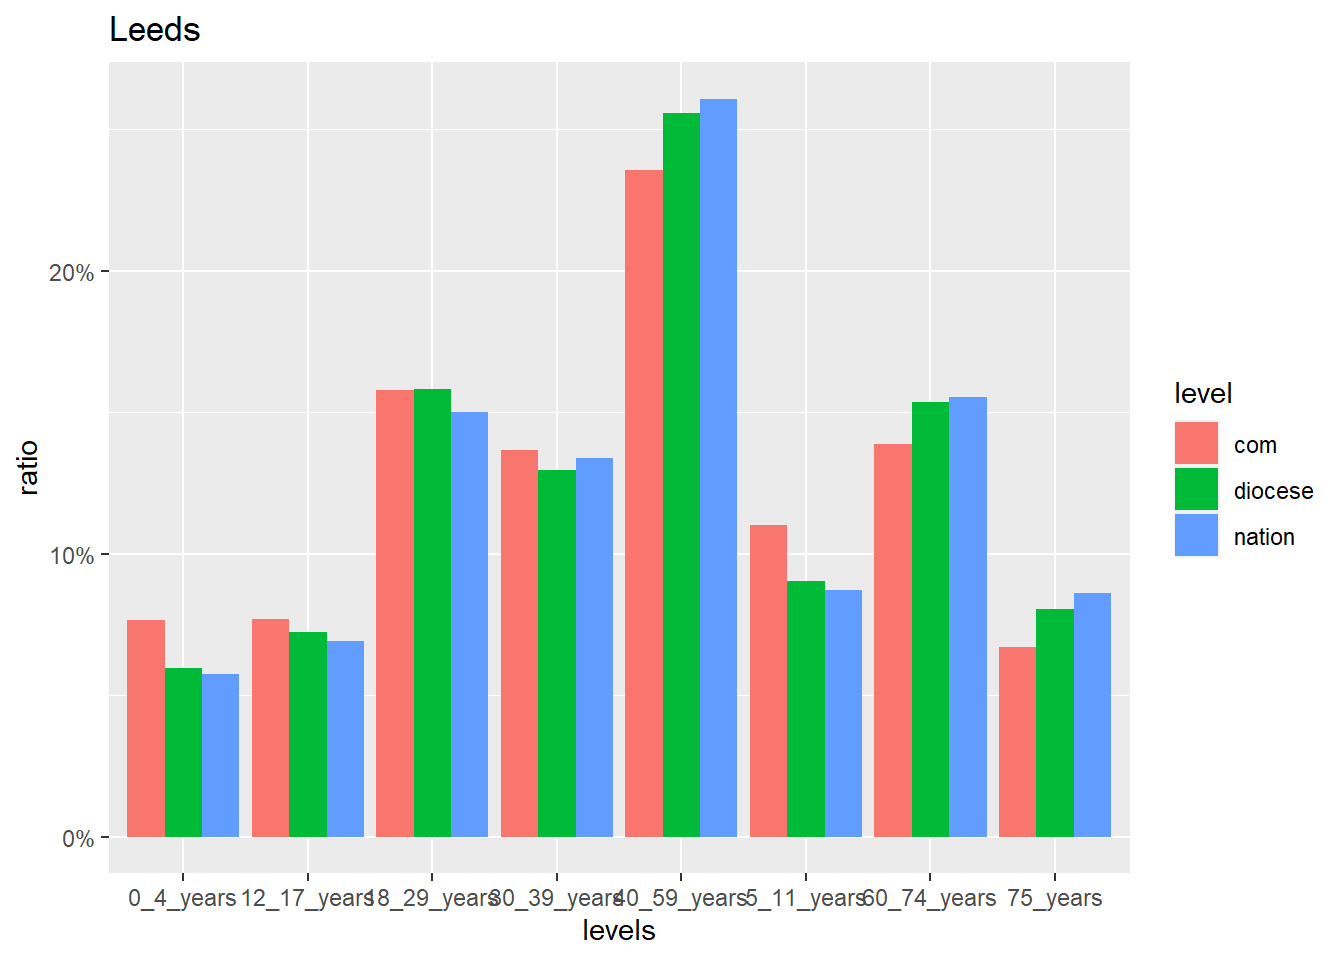 Leeds
20%
10%
0%
ratio
0_4_years 12_17_years 18_29_years 30_39_years 40_59_years 5_11_years 60_74_years 75_years
levels
level
com
diocese
nation